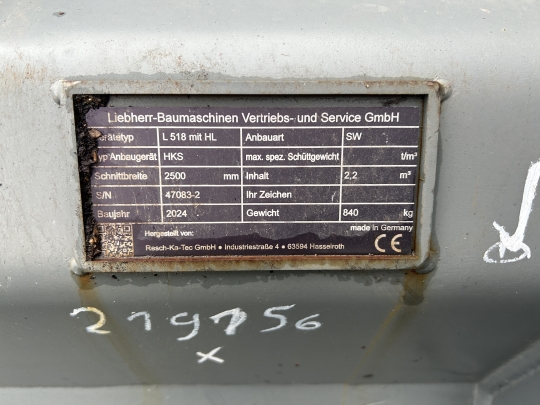 Liebherr-Baumaschinen Vertriebs- und Service GmbH
Gerätetyp L 518 mit HL Anbauart SW
Typ Anbaugerät HKS max. spez. Schüttgewicht t/m³
Schnittbreite 2500 mm Inhalt 2,2 m³
S/N 47083-2 Ihr Zeichen
Baujahr 2024 Gewicht 840 kg
Hergestellt von: made in Germany
Resch-Ka-Tec GmbH • Industriestraße 4 • 63594 Hasselroth CE
219756
x